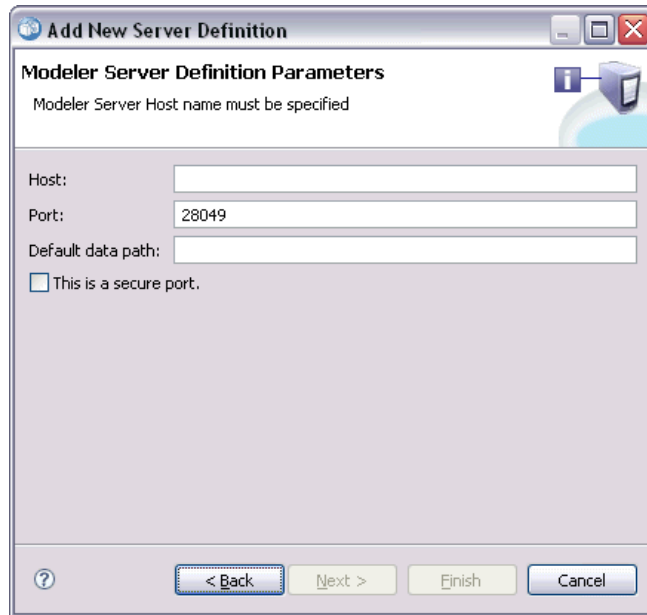 Add New Server Definition
Modeler Server Definition Parameters
Modeler Server Host name must be specified
Host:
Port: 28049
Default data path:
This is a secure port.
< Back Next > Finish Cancel